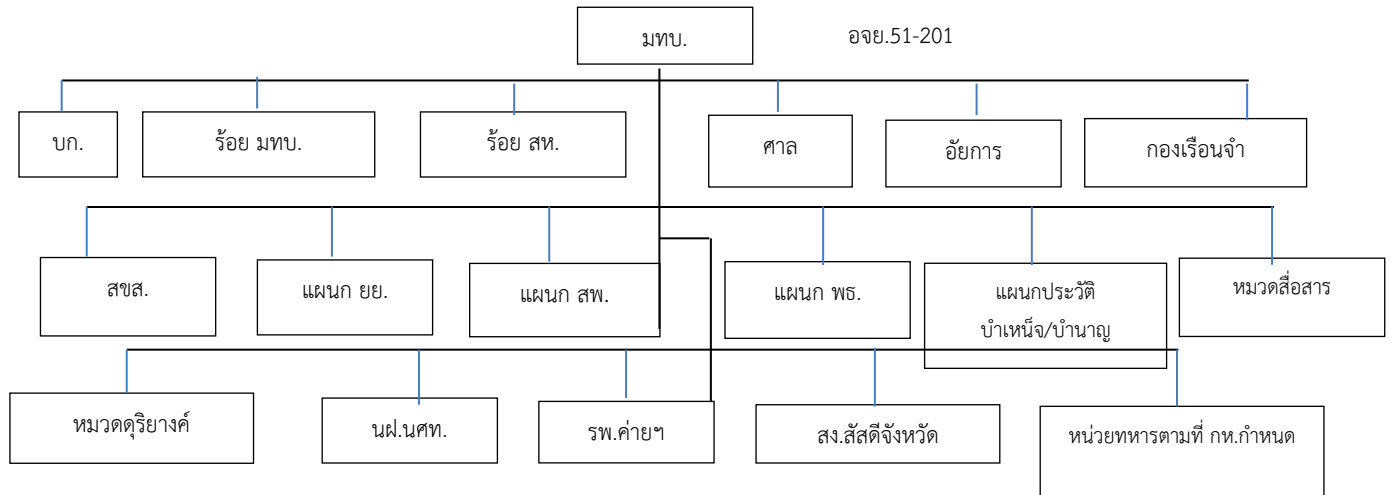 มทบ.
อจย.51-201
บก.
ร้อย มทบ.
ร้อย สห.
ศาล
อัยการ
กองเรือนจำ
สขส.
แผนก ยย.
แผนก สพ.
แผนก พธ.
แผนกประวัติ
บำเหน็จ/บำนาญ
หมวดสื่อสาร
หมวดดุริยางค์
นฝ.นศท.
รพ.ค่ายฯ
สง.สัสดีจังหวัด
หน่วยทหารตามที่ กห.กำหนด